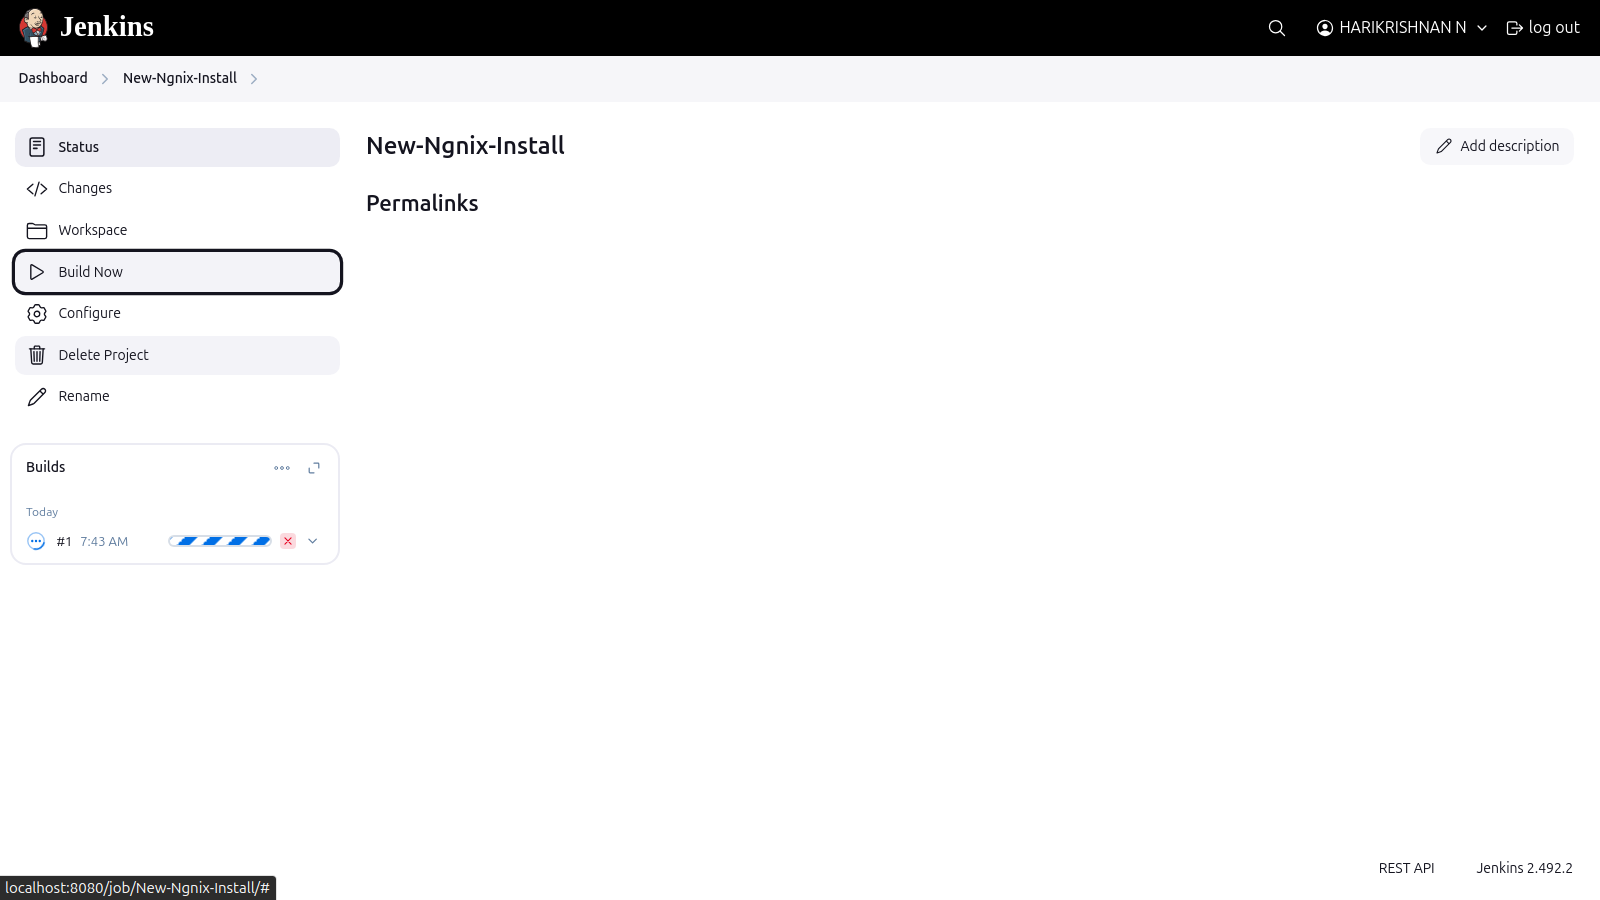 Jenkins
HARIKRISHNAN N
log out
Dashboard
New-Ngnix-Install
Status
Changes
Workspace
Build Now
Configure
Delete Project
Rename
New-Ngnix-Install
Add description
Permalinks
Builds
Today
#1 7:43 AM
REST API
Jenkins 2.492.2
localhost:8080/job/New-Ngnix-Install/#